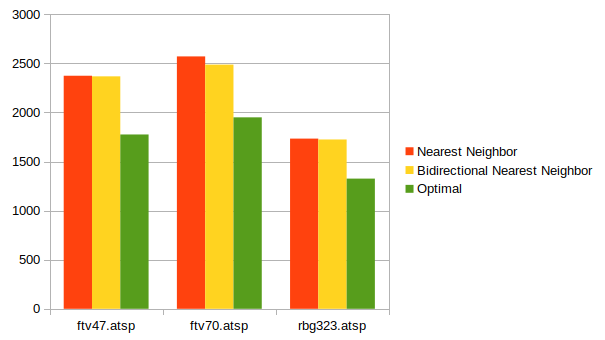 3000
2500
2000
1500
1000
500
0
ftv47.atsp ftv70.atsp rbg323.atsp
Nearest Neighbor
Bidirectional Nearest Neighbor
Optimal